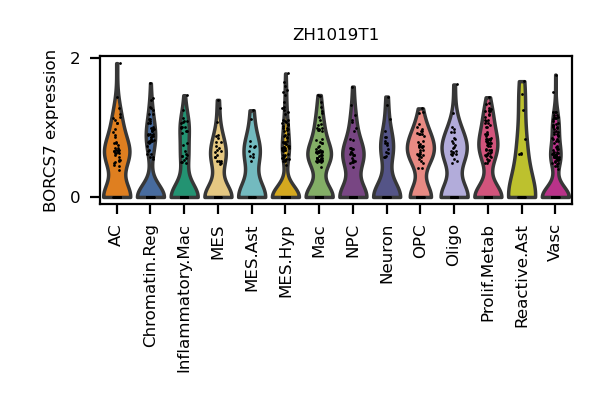 ZH1019T1
BORCS7 expression
2
0
AC
Chromatin.Reg
Inflammatory.Mac
MES
MES.Ast
MES.Hyp
Mac
NPC
Neuron
OPC
Oligo
Prolif.Metab
Reactive.Ast
Vasc